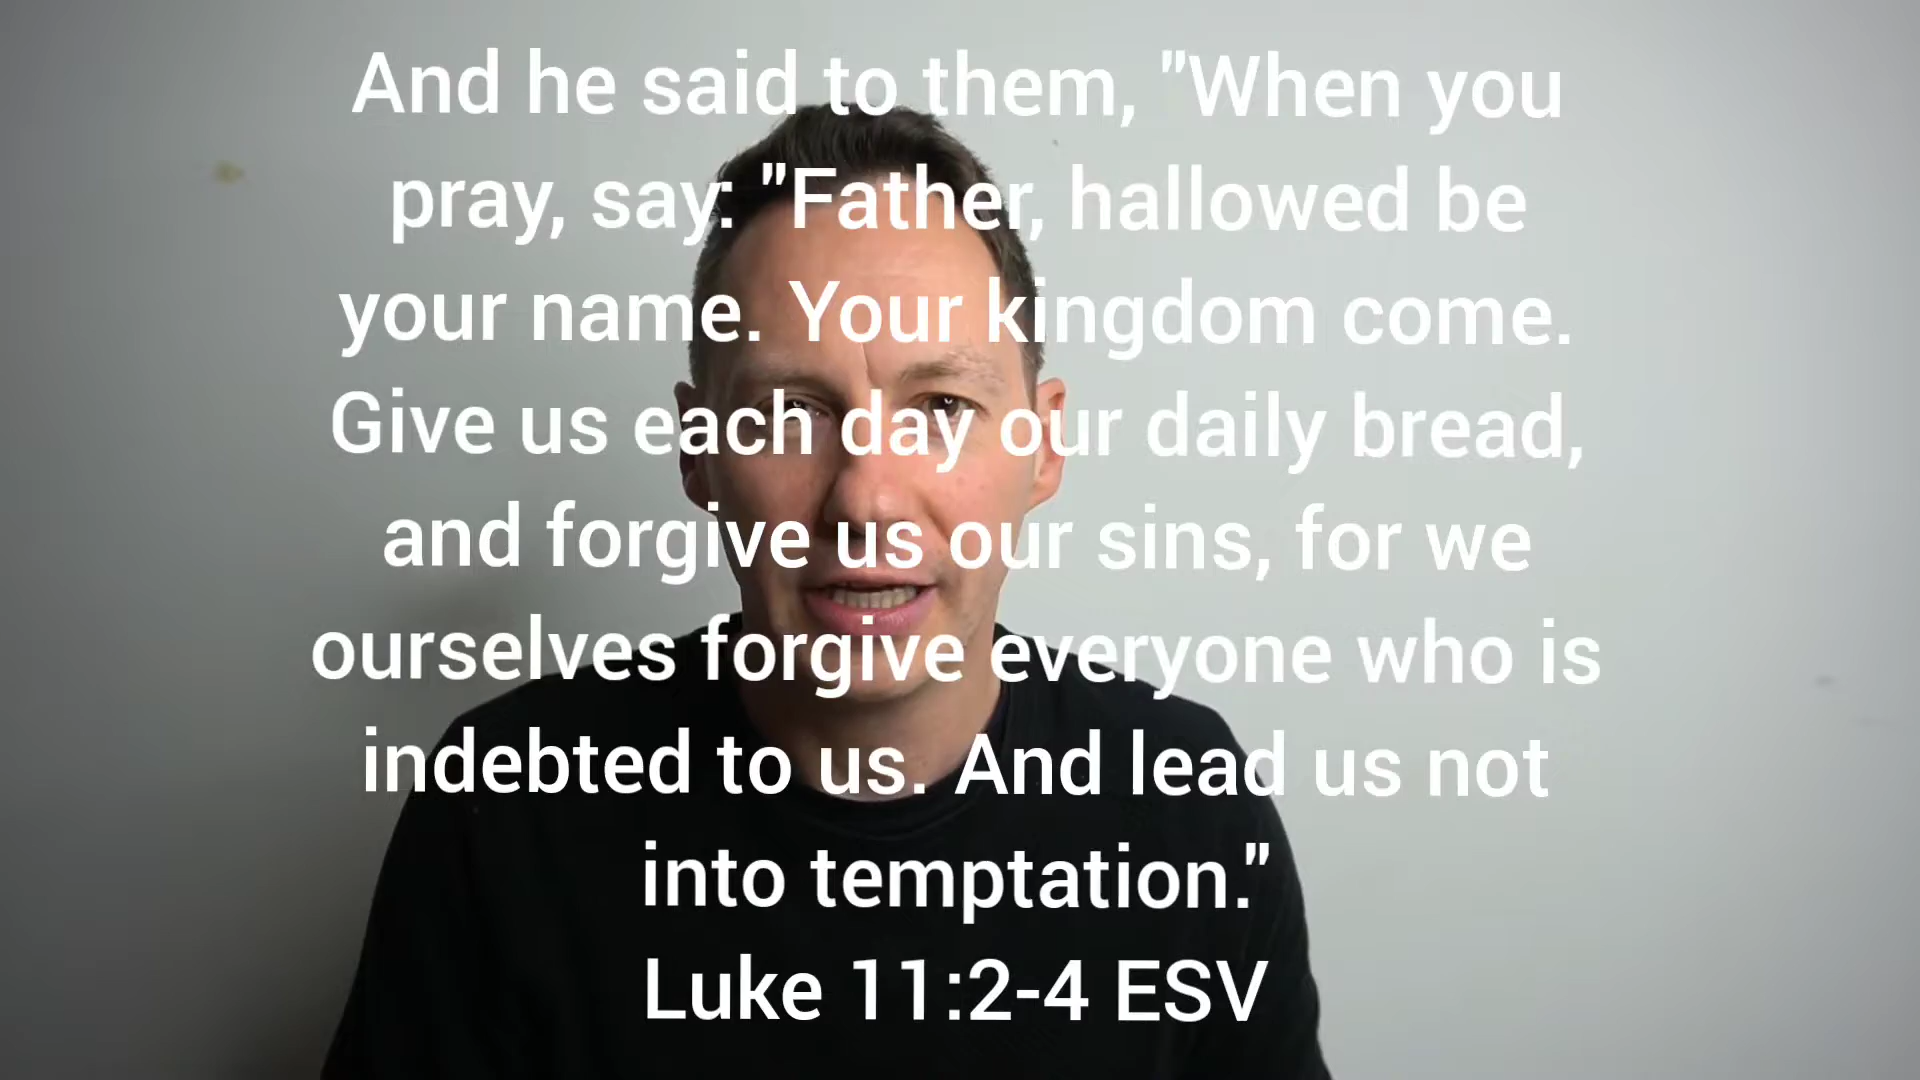 And he said to them, "When you
pray, say: "Father, hallowed be
your name. Your kingdom come.
Give us each day our daily bread,
and forgive us our sins, for we
ourselves forgive everyone who is
indebted to us. And lead us not
into temptation."
Luke 11:2-4 ESV